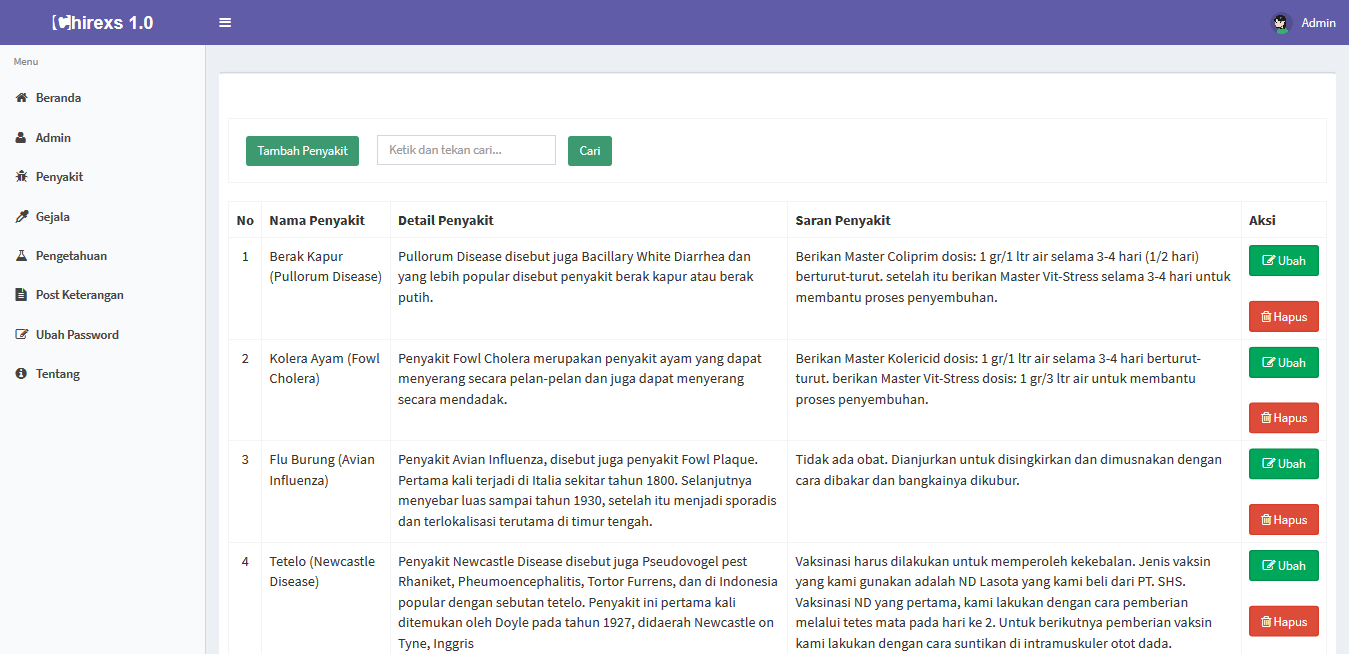 Chirexs 1.0
Admin
Menu
Beranda
Admin
Penyakit
Gejala
Pengetahuan
Post Keterangan
Ubah Password
Tentang
Tambah Penyakit
Ketik dan tekan cari...
Cari
No
Nama Penyakit
Detail Penyakit
Saran Penyakit
Aksi
1
Berak Kapur
(Pullorum Disease)
Pullorum Disease disebut juga Bacillary White Diarrhea dan
yang lebih popular disebut penyakit berak kapur atau berak
putih.
Berikan Master Coliprim dosis: 1 gr/1 ltr air selama 3-4 hari (1/2 hari)
berturut-turut. setelah itu berikan Master Vit-Stress selama 3-4 hari untuk
membantu proses penyembuhan.
Ubah
Hapus
2
Kolera Ayam (Fowl
Cholera)
Penyakit Fowl Cholera merupakan penyakit ayam yang dapat
menyerang secara pelan-pelan dan juga dapat menyerang
secara mendadak.
Berikan Master Kolericid dosis: 1 gr/1 ltr air selama 3-4 hari berturut-
turut. berikan Master Vit-Stress dosis: 1 gr/3 ltr air untuk membantu
proses penyembuhan.
Ubah
Hapus
3
Flu Burung (Avian
Influenza)
Penyakit Avian Influenza, disebut juga penyakit Fowl Plaque.
Pertama kali terjadi di Italia sekitar tahun 1800. Selanjutnya
menyebar luas sampai tahun 1930, setelah itu menjadi sporadis
dan terlokalisasi terutama di timur tengah.
Tidak ada obat. Dianjurkan untuk disingkirkan dan dimusnakan dengan
cara dibakar dan bangkainya dikubur.
Ubah
Hapus
4
Tetelo (Newcastle
Disease)
Penyakit Newcastle Disease disebut juga Pseudovogel pest
Rhaniket, Pheumoencephalitis, Tortor Furrens, dan di Indonesia
popular dengan sebutan tetelo. Penyakit ini pertama kali
ditemukan oleh Doyle pada tahun 1927, didaerah Newcastle on
Tyne, Inggris
Vaksinasi harus dilakukan untuk memperoleh kekebalan. Jenis vaksin
yang kami gunakan adalah ND Lasota yang kami beli dari PT. SHS.
Vaksinasi ND yang pertama, kami lakukan dengan cara pemberian
melalui tetes mata pada hari ke 2. Untuk berikutnya pemberian vaksin
kami lakukan dengan cara suntikan di intramuskuler otot dada.
Ubah
Hapus